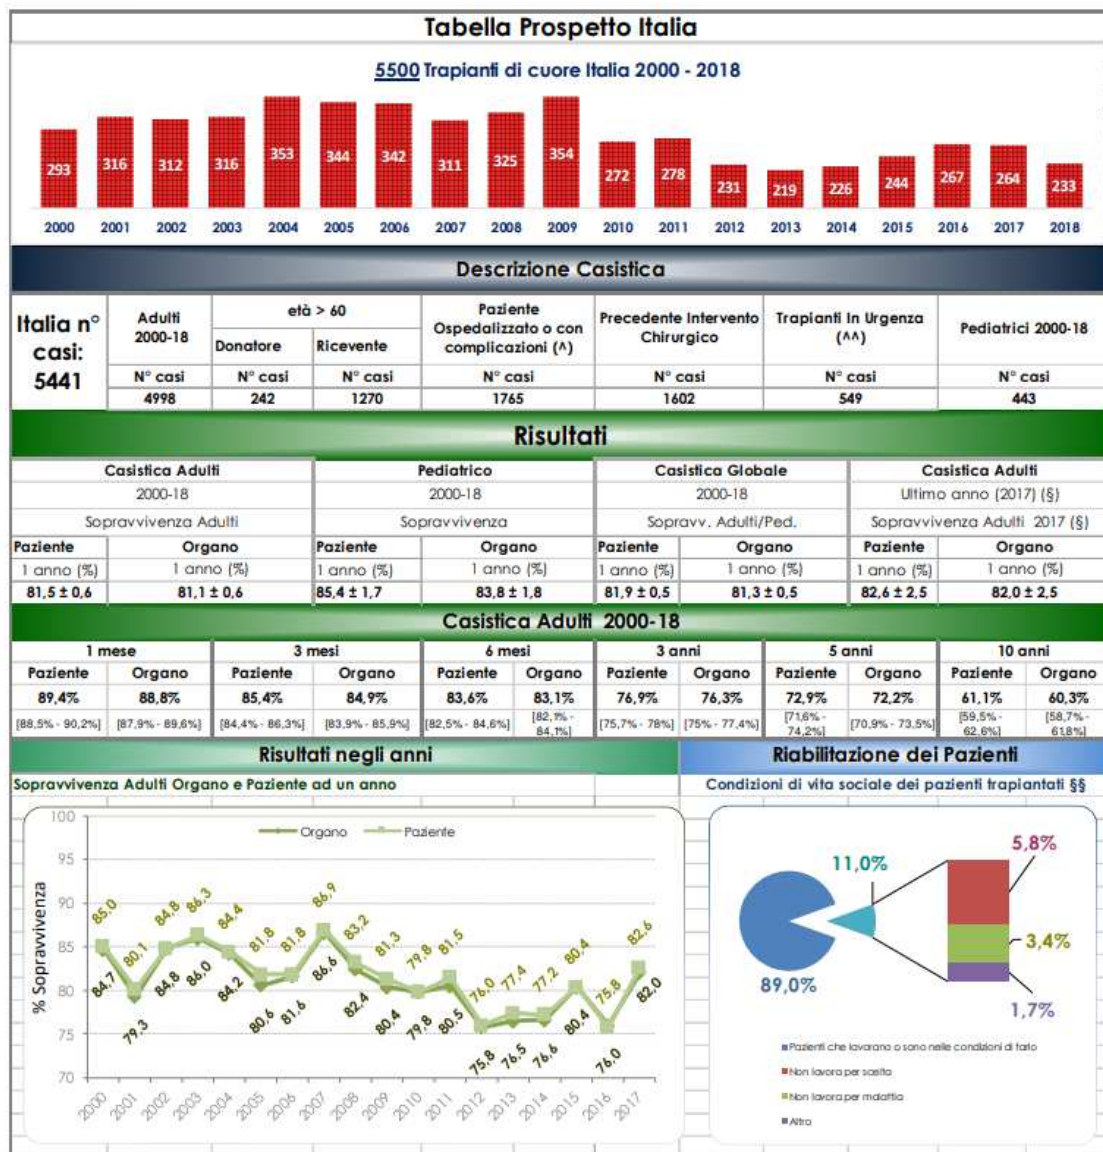 Tabella Prospetto Italia
5500 Trapianti di cuore Italia 2000 - 2018
293 316 312 316 353 344 342 311 325 354 272 278 231 219 226 244 267 264 233
2000 2001 2002 2003 2004 2005 2006 2007 2008 2009 2010 2011 2012 2013 2014 2015 2016 2017 2018
Descrizione Casistica
Italia n° casi: 5441
Adulti 2000-18
età > 60
Donatore Ricevente
Paziente Ospedalizzato o con complicazioni (^)
Precedente Intervento Chirurgico
Trapianti In Urgenza (^^)
Pediatrici 2000-18
N° casi N° casi N° casi N° casi N° casi N° casi N° casi
4998 242 1270 1765 1602 549 443
Risultati
Casistica Adulti Pediatrico Casistica Globale Casistica Adulti
2000-18 2000-18 2000-18 Ultimo anno (2017) (§)
Sopravvivenza Adulti Sopravvivenza Sopravv. Adulti/Ped. Sopravvivenza Adulti 2017 (§)
Paziente Organo Paziente Organo Paziente Organo Paziente Organo
1 anno (%) 1 anno (%) 1 anno (%) 1 anno (%) 1 anno (%) 1 anno (%) 1 anno (%) 1 anno (%)
81,5 ± 0,6 81,1 ± 0,6 85,4 ± 1,7 83,8 ± 1,8 81,9 ± 0,5 81,3 ± 0,5 82,6 ± 2,5 82,0 ± 2,5
Casistica Adulti 2000-18
1 mese 3 mesi 6 mesi 3 anni 5 anni 10 anni
Paziente Organo Paziente Organo Paziente Organo Paziente Organo Paziente Organo Paziente Organo
89,4% 88,8% 85,4% 84,9% 83,6% 83,1% 76,9% 76,3% 72,9% 72,2% 61,1% 60,3%
[88,5% - 90,2%] [87,9% - 89,6%] [84,4% - 86,3%] [83,9% - 85,9%] [82,5% - 84,6%] [82,1% - 84,1%] [75,7% - 78%] [75% - 77,4%] [71,6% - 74,2%] [70,9% - 73,5%] [59,5% - 62,6%] [58,7% - 61,8%]
Risultati negli anni
Sopravvivenza Adulti Organo e Paziente ad un anno
% Sopravvivenza
Organo Paziente
100
95
90
85
80
75
70
85,0 80,1 84,8 86,3 84,4 81,8 81,8 86,9 83,2 81,3 79,8 81,5 76,0 77,4 77,2 80,4 75,8 82,6
84,7 79,3 84,8 86,0 84,2 80,6 81,6 86,6 82,4 80,4 79,8 80,5 75,8 76,5 76,6 80,4 76,0 82,0
2000 2001 2002 2003 2004 2005 2006 2007 2008 2009 2010 2011 2012 2013 2014 2015 2016 2017
Riabilitazione dei Pazienti
Condizioni di vita sociale dei pazienti trapiantati §§
89,0%
11,0%
5,8%
3,4%
1,7%
Pazienti che lavorano o sono nelle condizioni di farlo
Non lavora per scelta
Non lavora per malattia
Altro